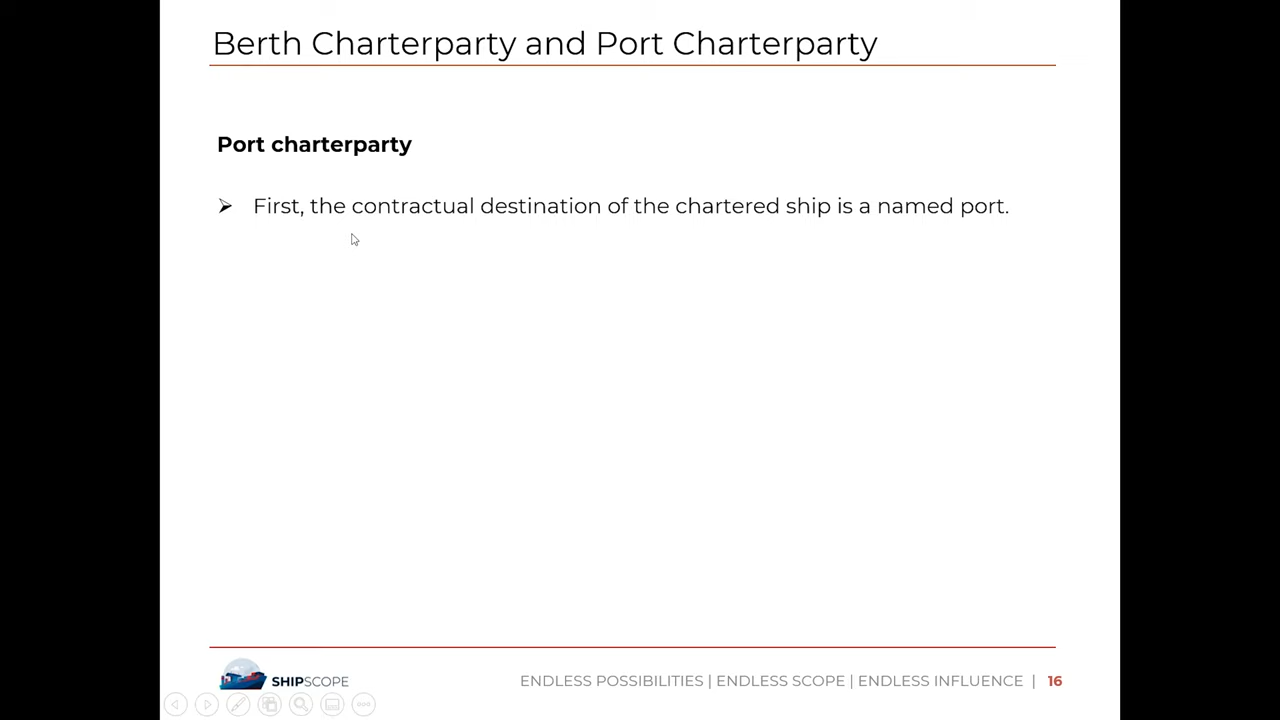 Berth Charterparty and Port Charterparty
Port charterparty
First, the contractual destination of the chartered ship is a named port.
SHIPSCOPE
ENDLESS POSSIBILITIES | ENDLESS SCOPE | ENDLESS INFLUENCE | 16